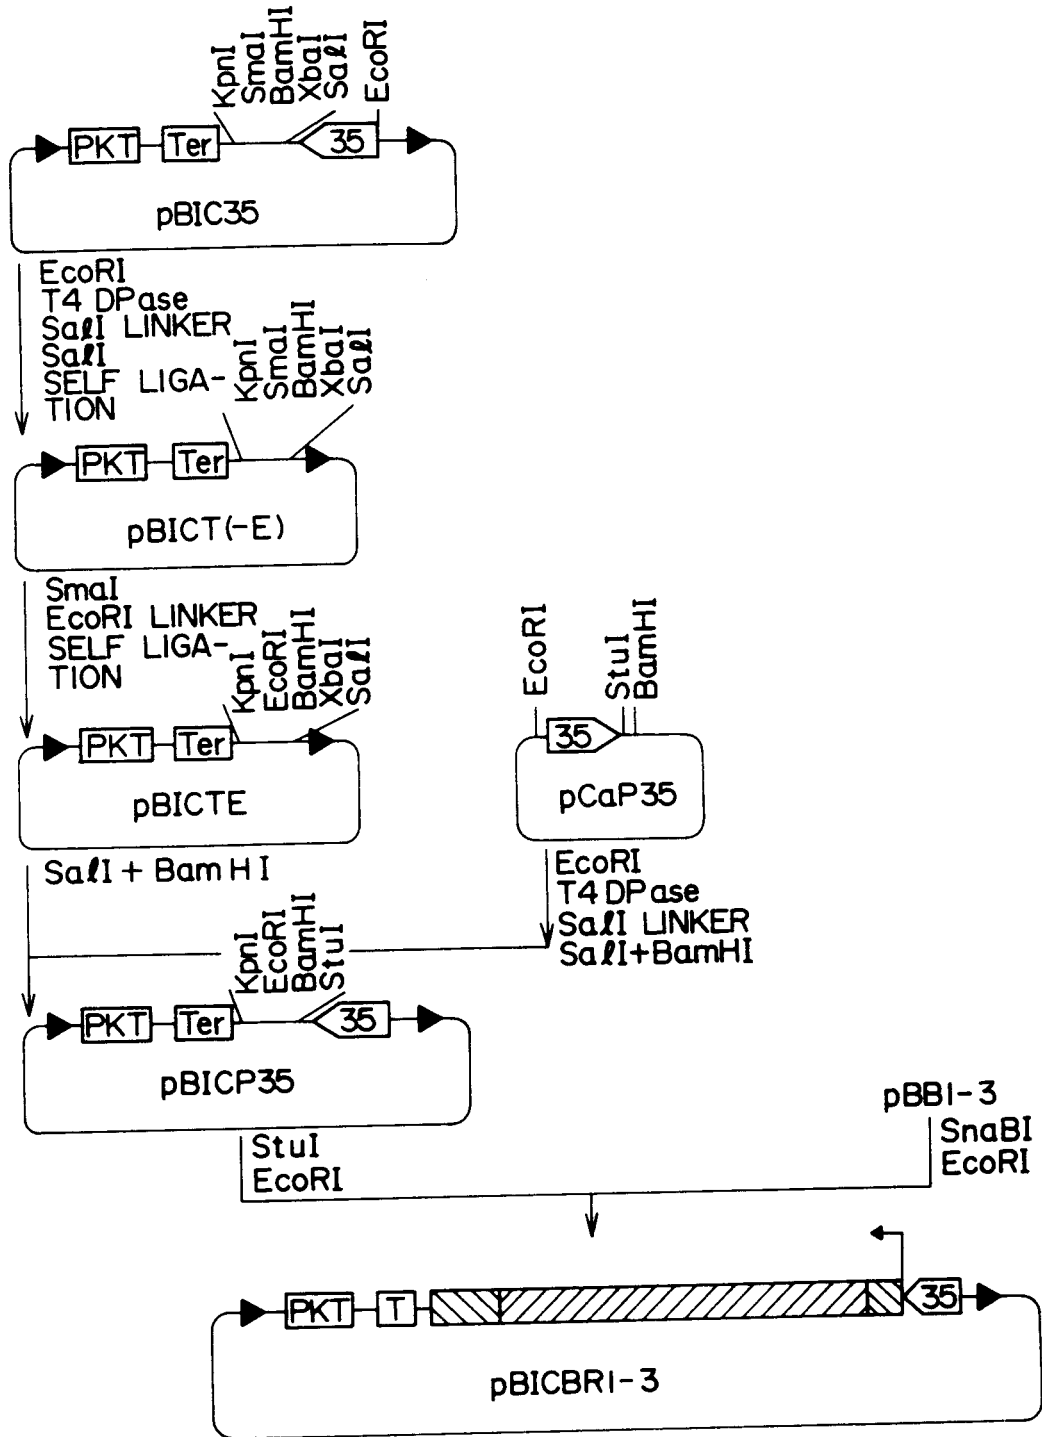 KpnI
SmaI
BamHI
XbaI
SalI
EcoRI
PKT
Ter
35
pBIC35
EcoRI
T4 DPase
SalI LINKER
SalI
SELF LIGA-
TION
KpnI
SmaI
BamHI
XbaI
SalI
PKT
Ter
pBICT(-E)
SmaI
EcoRI LINKER
SELF LIGA-
TION
KpnI
EcoRI
BamHI
XbaI
SalI
PKT
Ter
pBICTE
EcoRI
StuI
BamHI
35
pCaP35
SalI + BamHI
EcoRI
T4 DPase
SalI LINKER
SalI+BamHI
KpnI
EcoRI
BamHI
StuI
PKT
Ter
35
pBICP35
StuI
EcoRI
pBB1-3
SnaBI
EcoRI
PKT
T
35
pBICBR1-3